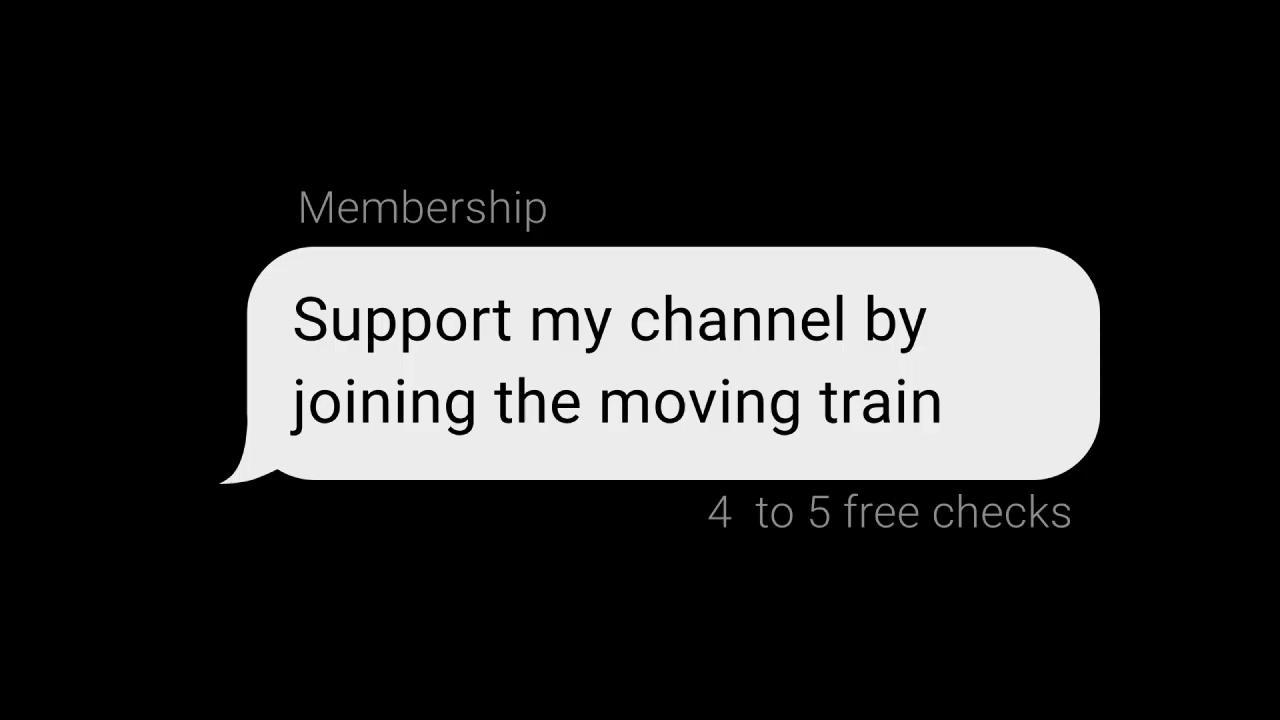 Membership
Support my channel by
joining the moving train
4 to 5 free checks